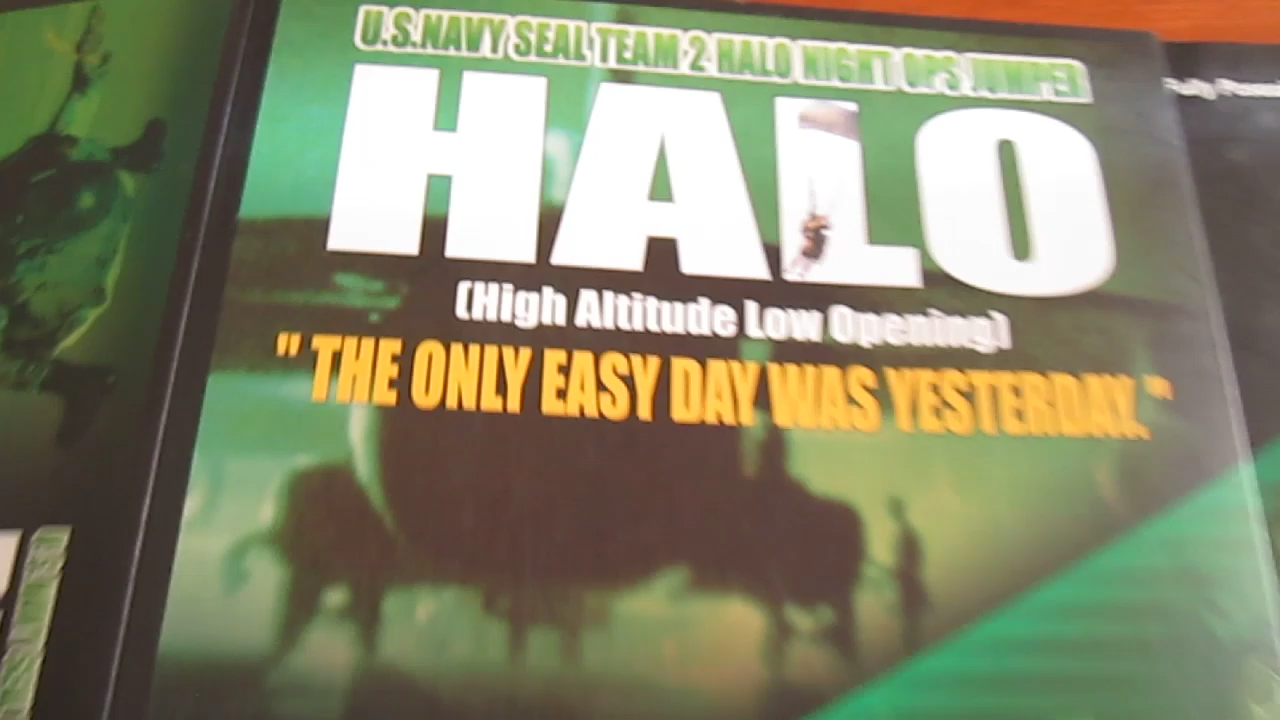 U.S.NAVY SEAL TEAM 2 HALO NIGHT OPS JUMPER
HALO
(High Altitude Low Opening)
" THE ONLY EASY DAY WAS YESTERDAY."
Fully